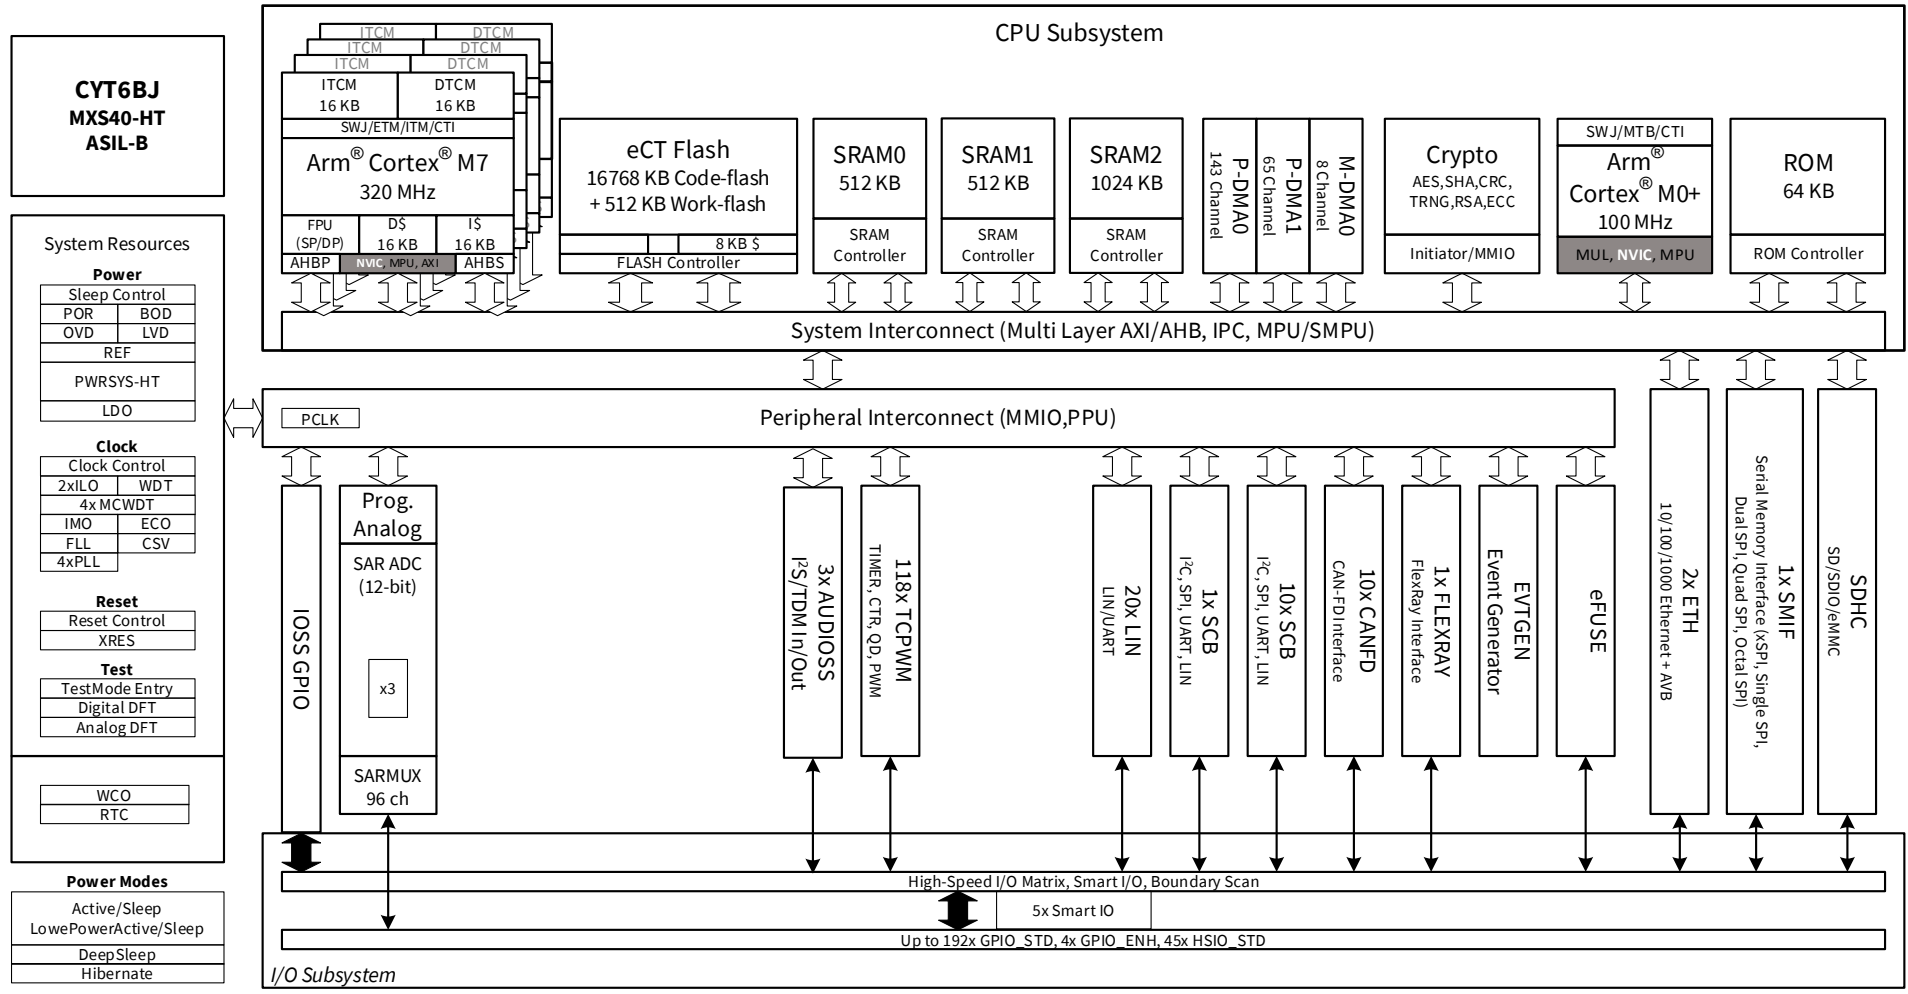 CYT6BJ
MXS40-HT
ASIL-B
System Resources
Power
Sleep Control
POR
BOD
OVD
LVD
REF
PWRSYS-HT
LDO
Clock
Clock Control
2xILO
WDT
4x MCWDT
IMO
ECO
FLL
CSV
4xPLL
Reset
Reset Control
XRES
Test
TestMode Entry
Digital DFT
Analog DFT
WCO
RTC
Power Modes
Active/Sleep
LowePowerActive/Sleep
DeepSleep
Hibernate
CPU Subsystem
ITCM
DTCM
ITCM
DTCM
ITCM
DTCM
ITCM
16 KB
DTCM
16 KB
SWJ/ETM/ITM/CTI
Arm® Cortex® M7
320 MHz
FPU
(SP/DP)
D$
16 KB
I$
16 KB
AHBP
NVIC, MPU, AXI
AHBS
eCT Flash
16768 KB Code-flash
+ 512 KB Work-flash
8 KB $
FLASH Controller
SRAM0
512 KB
SRAM
Controller
SRAM1
512 KB
SRAM
Controller
SRAM2
1024 KB
SRAM
Controller
P-DMA0
143 Channel
P-DMA1
65 Channel
M-DMA0
8 Channel
Crypto
AES,SHA,CRC,
TRNG,RSA,ECC
Initiator/MMIO
SWJ/MTB/CTI
Arm®
Cortex® M0+
100 MHz
MUL, NVIC, MPU
ROM
64 KB
ROM Controller
System Interconnect (Multi Layer AXI/AHB, IPC, MPU/SMPU)
PCLK
Peripheral Interconnect (MMIO,PPU)
IOSS GPIO
Prog.
Analog
SAR ADC
(12-bit)
x3
SARMUX
96 ch
3x AUDIOSS
I²S/TDM In/Out
118x TCPWM
TIMER, CTR, QD, PWM
20x LIN
LIN/UART
1x SCB
I²C, SPI, UART, LIN
10x SCB
I²C, SPI, UART, LIN
10x CANFD
CAN-FD Interface
1x FLEXRAY
FlexRay Interface
EVTGEN
Event Generator
eFUSE
2x ETH
10/100/1000 Ethernet + AVB
1x SMIF
Serial Memory Interface (xSPI, Single SPI,
Dual SPI, Quad SPI, Octal SPI)
SDHC
SD/SDIO/eMMC
High-Speed I/O Matrix, Smart I/O, Boundary Scan
5x Smart IO
Up to 192x GPIO_STD, 4x GPIO_ENH, 45x HSIO_STD
I/O Subsystem